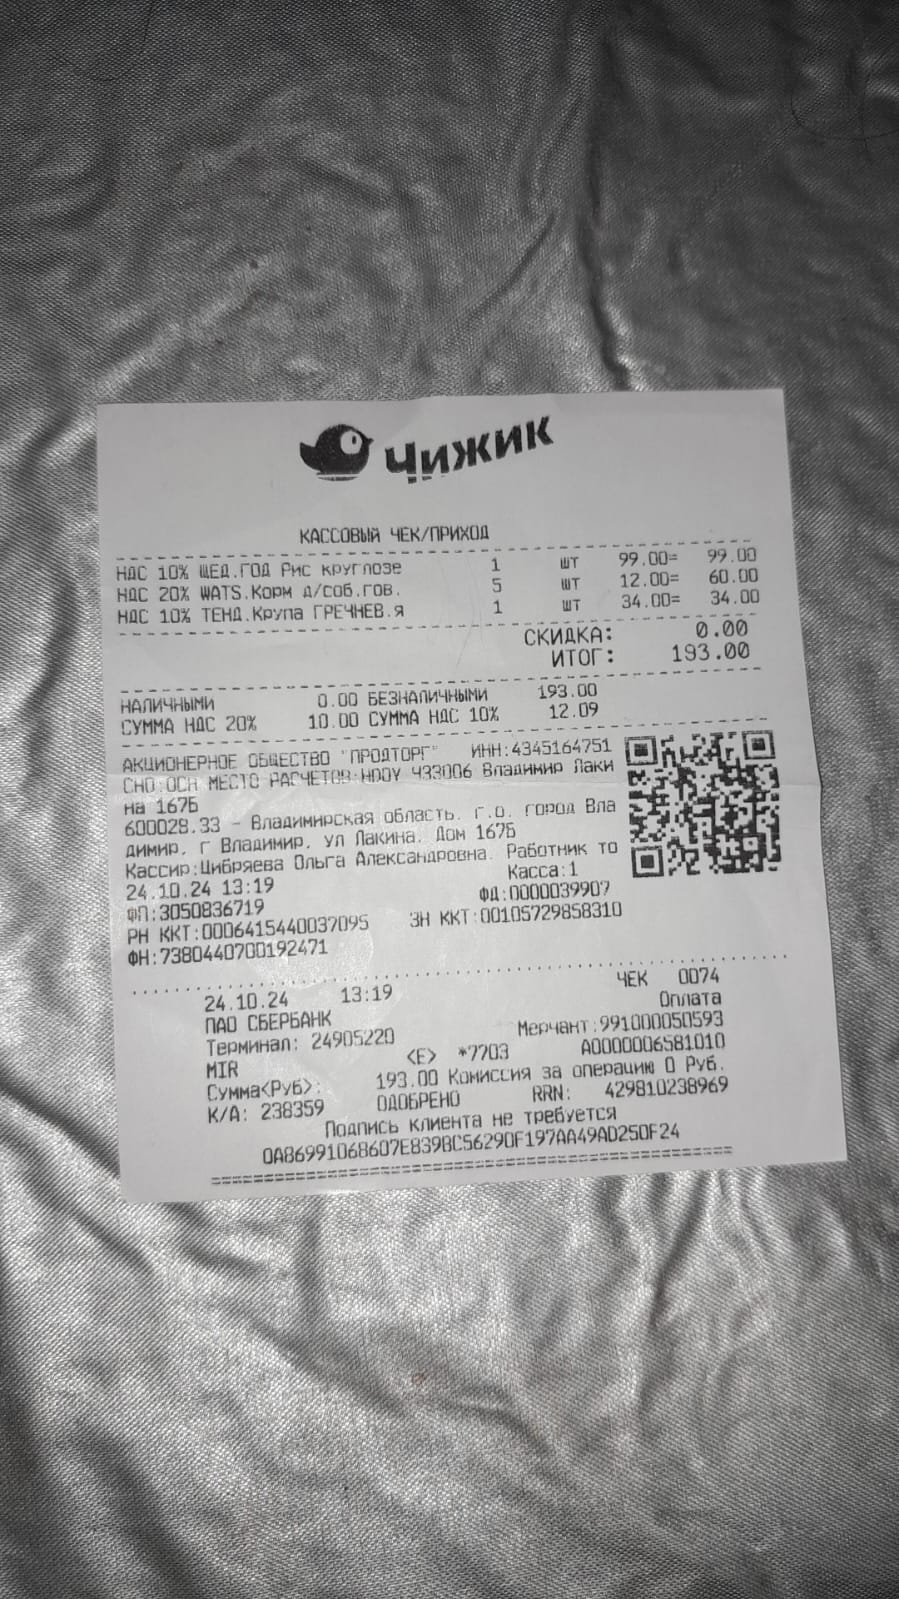 Чижик
КАССОВЫЙ ЧЕК/ПРИХОД
НДС 10% ЩЕД.ГОД Рис круглозе 1 шт 99.00= 99.00
НДС 20% WATS.Корм д/соб.гов. 5 шт 12.00= 60.00
НДС 10% ТЕНД.Крупа ГРЕЧНЕВ.я 1 шт 34.00= 34.00
СКИДКА: 0.00
ИТОГ: 193.00
НАЛИЧНЫМИ 0.00 БЕЗНАЛИЧНЫМИ 193.00
СУММА НДС 20% 10.00 СУММА НДС 10% 12.09
АКЦИОНЕРНОЕ ОБЩЕСТВО "ПРОДТОРГ" ИНН:4345164751
СНО:ОСН МЕСТО РАСЧЕТОВ:HDOY Ч33006 Владимир Лаки
на 167Б
600028.33 - Владимирская область. Г.О. ГОРОД Вла
димир, г Владимир, ул Лакина. Дом 167Б
Кассир:Цибряева Ольга Александровна. Работник то
24.10.24 13:19 Касса:1
ФП:3050836719 ФД:0000039907
РН ККТ:0006415440037095 ЗН ККТ:00105729858310
ФН:7380440700192471
24.10.24 13:19 ЧЕК 0074
ПАО СБЕРБАНК Оплата
Терминал: 24905220 Мерчант:991000050593
MIR <E> *7703 A0000006581010
Сумма<Руб>: 193.00 Комиссия за операцию 0 Руб.
К/А: 238359 ОДОБРЕНО RRN: 429810238969
Подпись клиента не требуется
0A86991068607E839BC56290F197AA49AD250F24